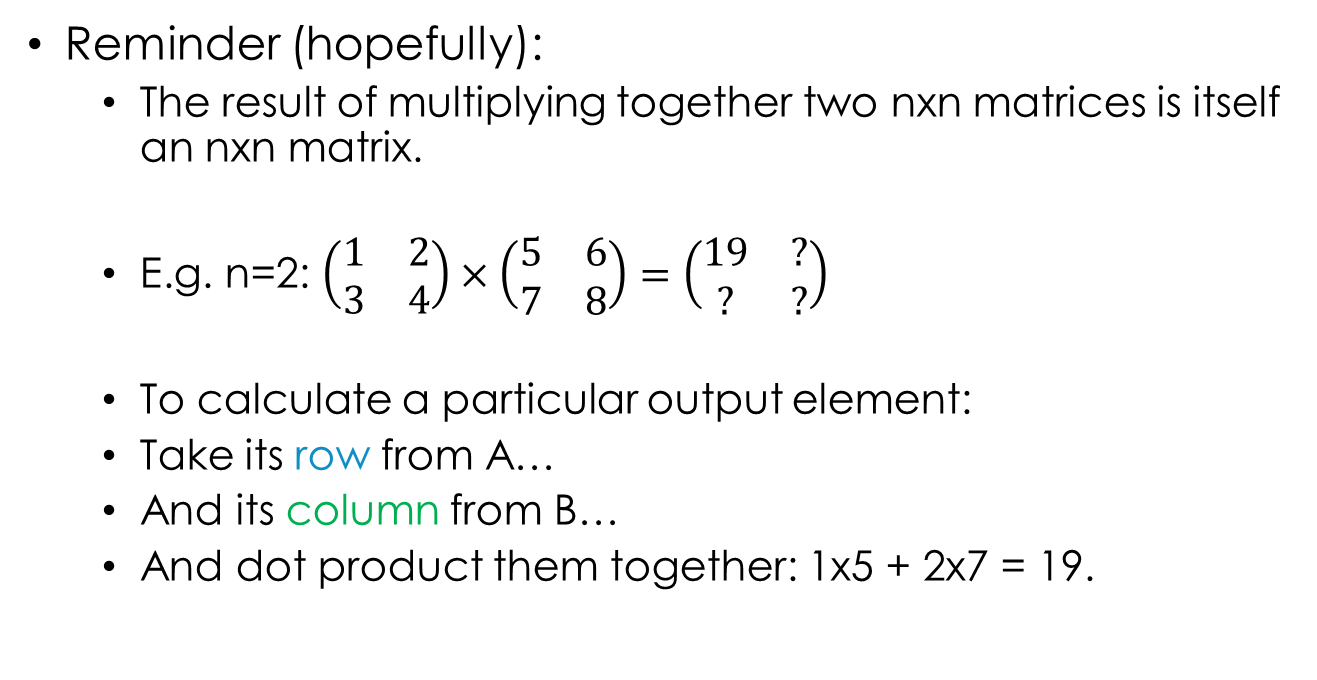 • Reminder (hopefully):
• The result of multiplying together two nxn matrices is itself
an nxn matrix.
• E.g. n=2: (1 2; 3 4) × (5 6; 7 8) = (19 ?; ? ?)
• To calculate a particular output element:
• Take its row from A…
• And its column from B…
• And dot product them together: 1x5 + 2x7 = 19.